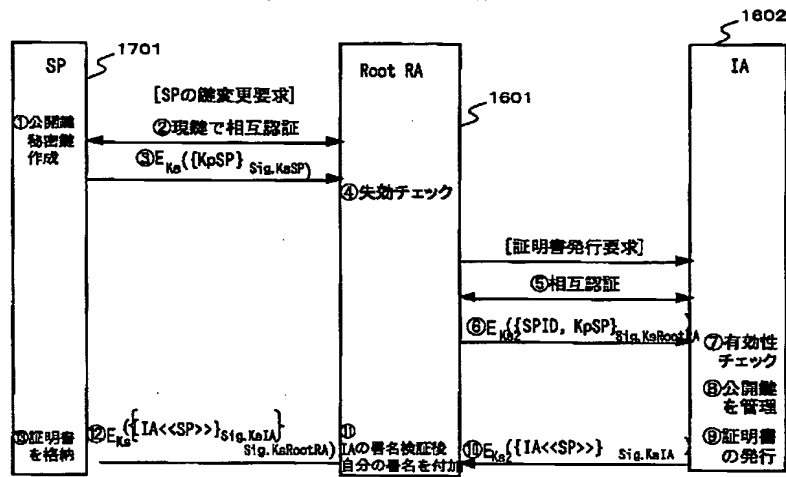 1701
1602
SP
Root RA
IA
1601
[SPの鍵変更要求]
①公開鍵
秘密鍵
作成
②現鍵で相互認証
③E_Ks({KpSP}_Sig.KsSP)
④失効チェック
[証明書発行要求]
⑤相互認証
⑥E_Ks2({SPID, KpSP}_Sig.KsRootRA)
⑦有効性
チェック
⑧公開鍵
を管理
⑨証明書
の発行
⑩E_Ks2({IA<<SP>>}_Sig.KsIA)
⑪
IAの署名検証後
自分の署名を付加
⑫E_Ks({{IA<<SP>>}_Sig.KsIA}_Sig.KsRootRA)
⑬証明書
を格納